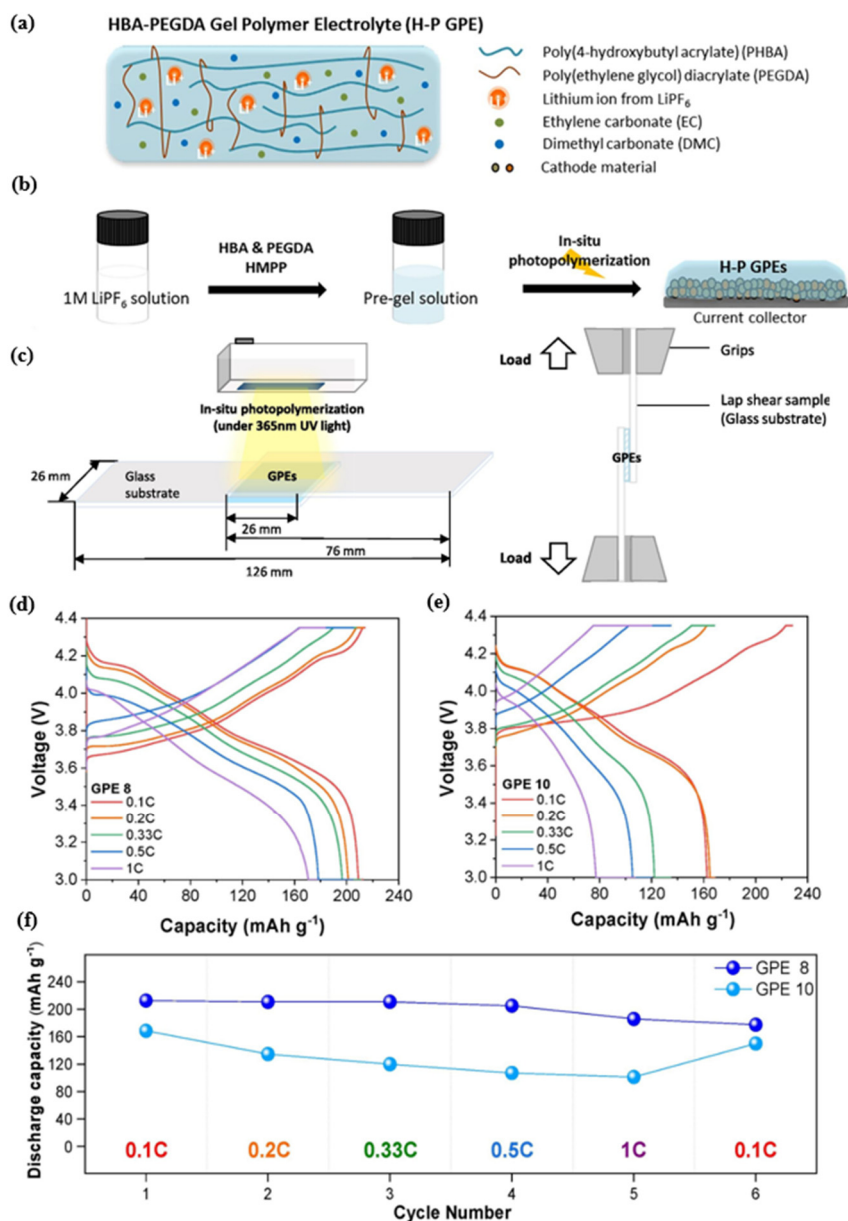 (a)
HBA-PEGDA Gel Polymer Electrolyte (H-P GPE)
Poly(4-hydroxybutyl acrylate) (PHBA)
Poly(ethylene glycol) diacrylate (PEGDA)
Lithium ion from LiPF6
Ethylene carbonate (EC)
Dimethyl carbonate (DMC)
Cathode material
Li+
Li+
Li+
Li+
Li+
Li+
Li+
Li+
(b)
1M LiPF6 solution
HBA & PEGDA
HMPP
Pre-gel solution
In-situ
photopolymerization
H-P GPEs
Current collector
(c)
In-situ photopolymerization
(under 365nm UV light)
26 mm
Glass
substrate
GPEs
26 mm
76 mm
126 mm
Load
Grips
Lap shear sample
(Glass substrate)
GPEs
Load
(d)
4.4
4.2
4.0
3.8
3.6
3.4
3.2
3.0
Voltage (V)
GPE 8
0.1C
0.2C
0.33C
0.5C
1C
0 40 80 120 160 200 240
Capacity (mAh g-1)
(e)
4.4
4.2
4.0
3.8
3.6
3.4
3.2
3.0
Voltage (V)
GPE 10
0.1C
0.2C
0.33C
0.5C
1C
0 40 80 120 160 200 240
Capacity (mAh g-1)
(f)
Discharge capacity (mAh g-1)
240
200
160
120
80
40
0
GPE 8
GPE 10
0.1C 0.2C 0.33C 0.5C 1C 0.1C
1 2 3 4 5 6
Cycle Number